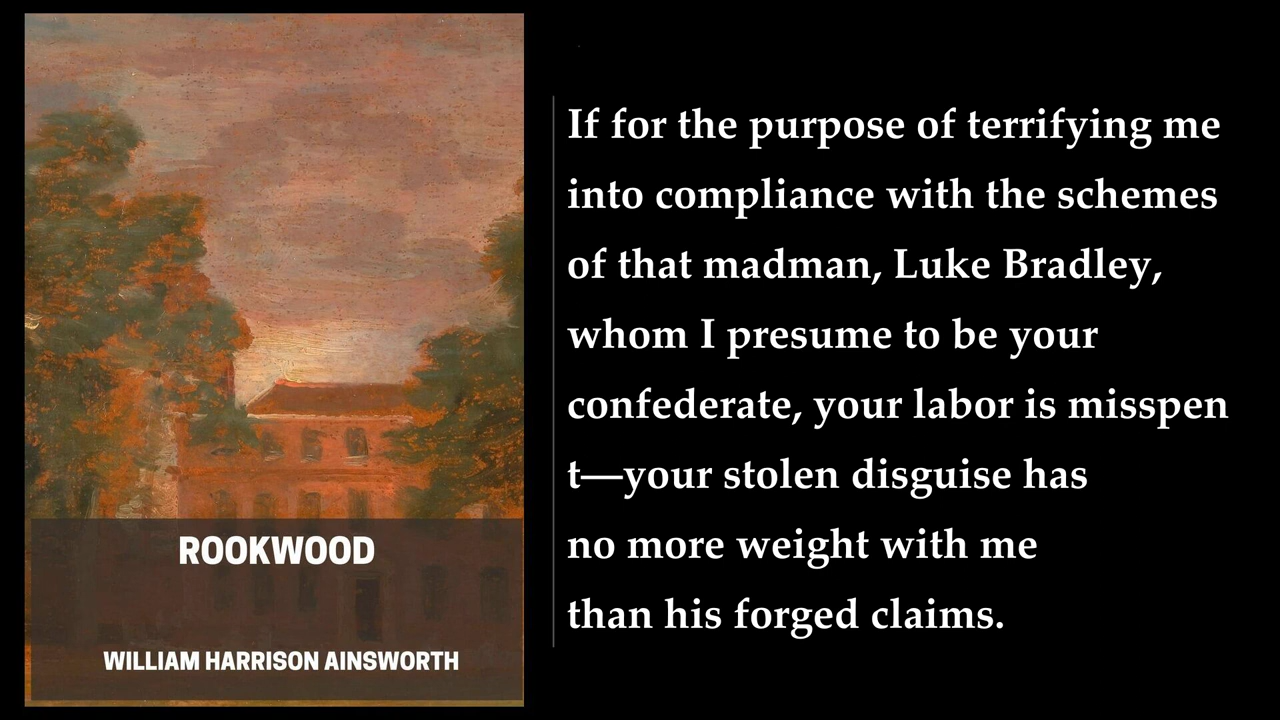 ROOKWOOD
WILLIAM HARRISON AINSWORTH
If for the purpose of terrifying me
into compliance with the schemes
of that madman, Luke Bradley,
whom I presume to be your
confederate, your labor is misspen
t—your stolen disguise has
no more weight with me
than his forged claims.